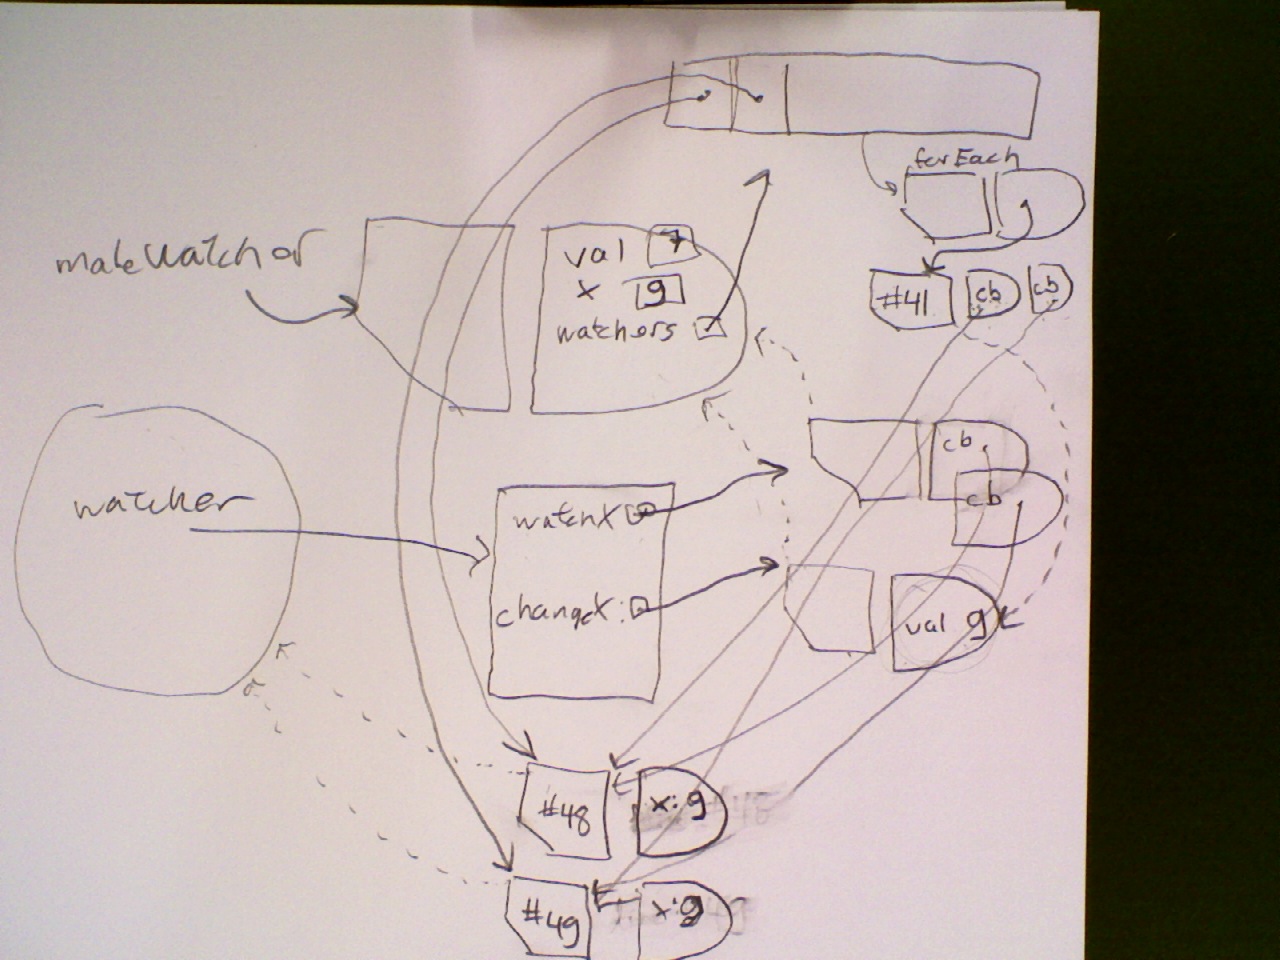 forEach
makeWatcher
val 7
x 9
watchers
#41 cb cb
cb
cb
watcher
watchX
changeX:
val 9
#48 x:9
#49 x:9